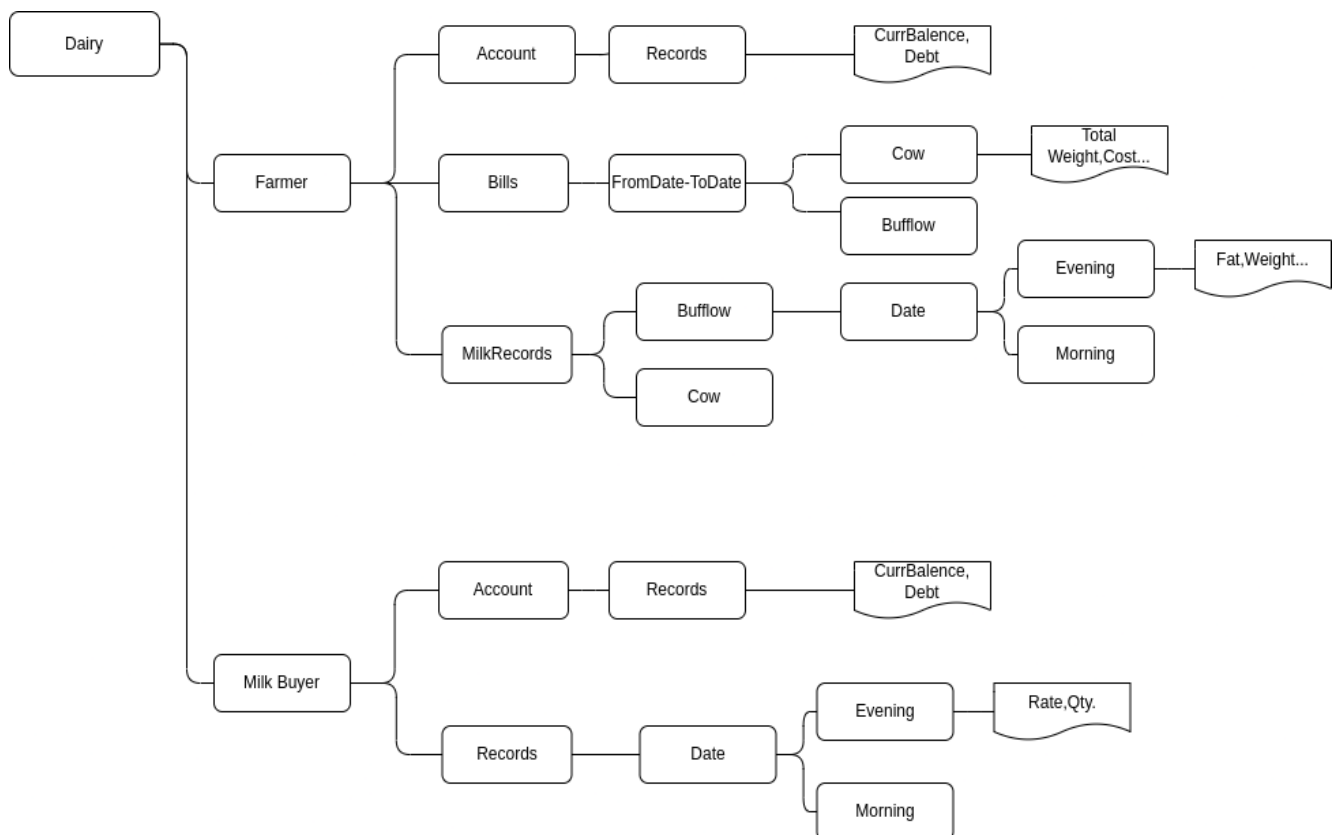 Dairy
Account
Records
CurrBalence,
Debt
Farmer
Bills
FromDate-ToDate
Cow
Total
Weight,Cost...
Bufflow
MilkRecords
Bufflow
Date
Evening
Fat,Weight...
Morning
Cow
Milk Buyer
Account
Records
CurrBalence,
Debt
Records
Date
Evening
Rate,Qty.
Morning